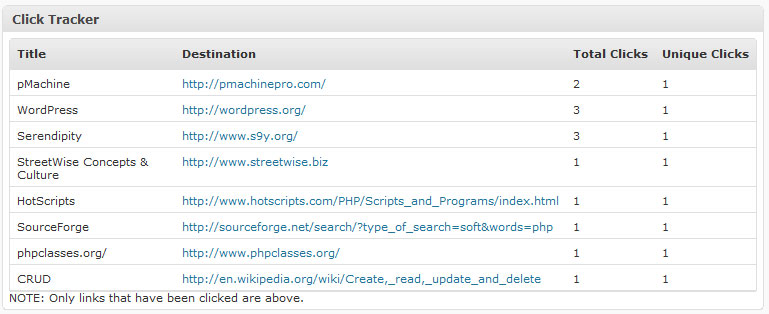 Click Tracker
Title Destination Total Clicks Unique Clicks
pMachine http://pmachinepro.com/ 2 1
WordPress http://wordpress.org/ 3 1
Serendipity http://www.s9y.org/ 3 1
StreetWise Concepts & http://www.streetwise.biz 1 1
Culture
HotScripts http://www.hotscripts.com/PHP/Scripts_and_Programs/index.html 1 1
SourceForge http://sourceforge.net/search/?type_of_search=soft&words=php 1 1
phpclasses.org/ http://www.phpclasses.org/ 1 1
CRUD http://en.wikipedia.org/wiki/Create,_read,_update_and_delete 1 1
NOTE: Only links that have been clicked are above.